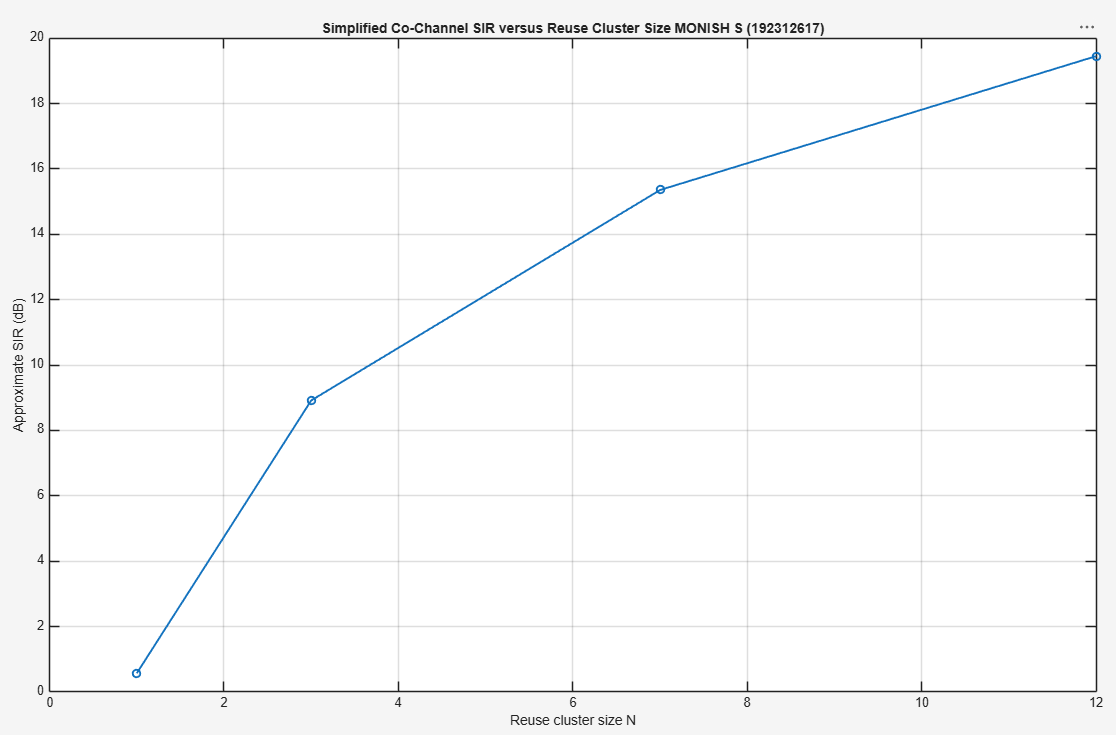 Simplified Co-Channel SIR versus Reuse Cluster Size MONISH S (192312617)
20
18
16
14
12
10
8
6
4
2
0
Approximate SIR (dB)
0 2 4 6 8 10 12
Reuse cluster size N